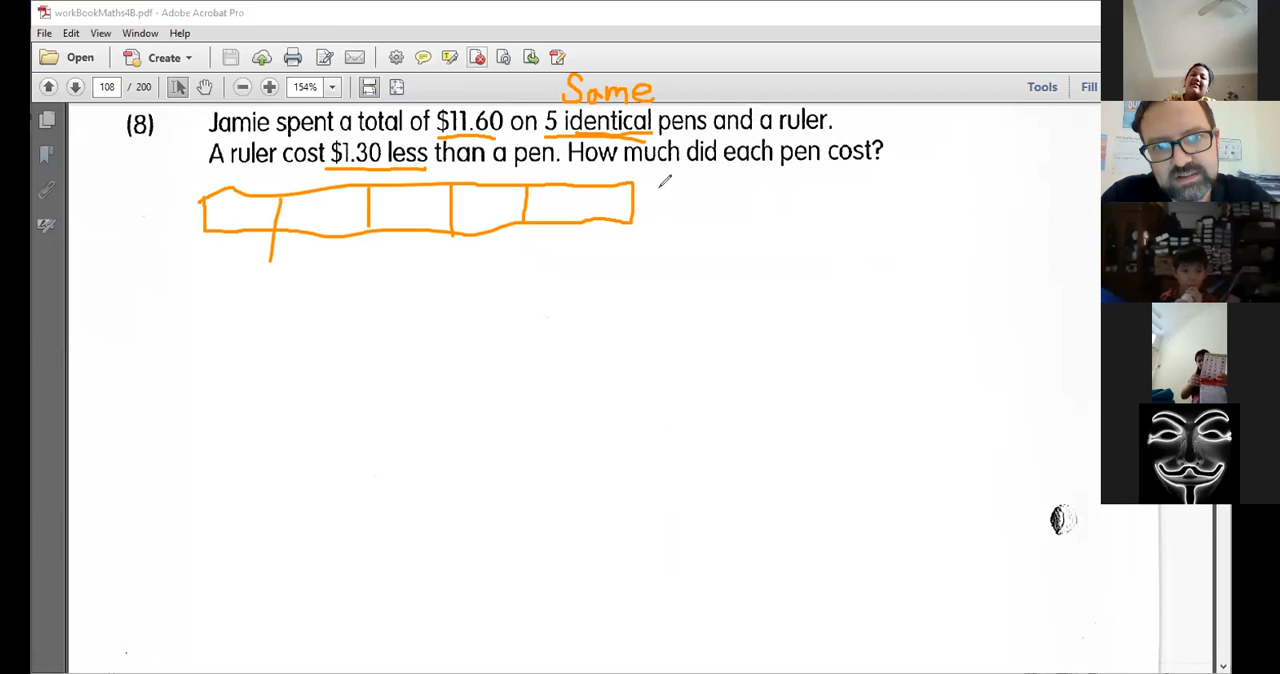 workBookMaths4B.pdf - Adobe Acrobat Pro
File Edit View Window Help
Open Create
108 / 200 154% Tools Fill
Same
(8) Jamie spent a total of $11.60 on 5 identical pens and a ruler.
A ruler cost $1.30 less than a pen. How much did each pen cost?